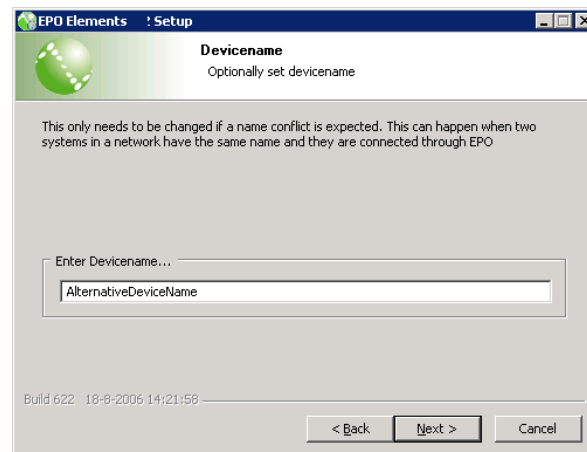 EPO Elements Setup
Devicename
Optionally set devicename
This only needs to be changed if a name conflict is expected. This can happen when two
systems in a network have the same name and they are connected through EPO
Enter Devicename...
AlternativeDeviceName
Build 622 18-8-2006 14:21:58
< Back Next > Cancel